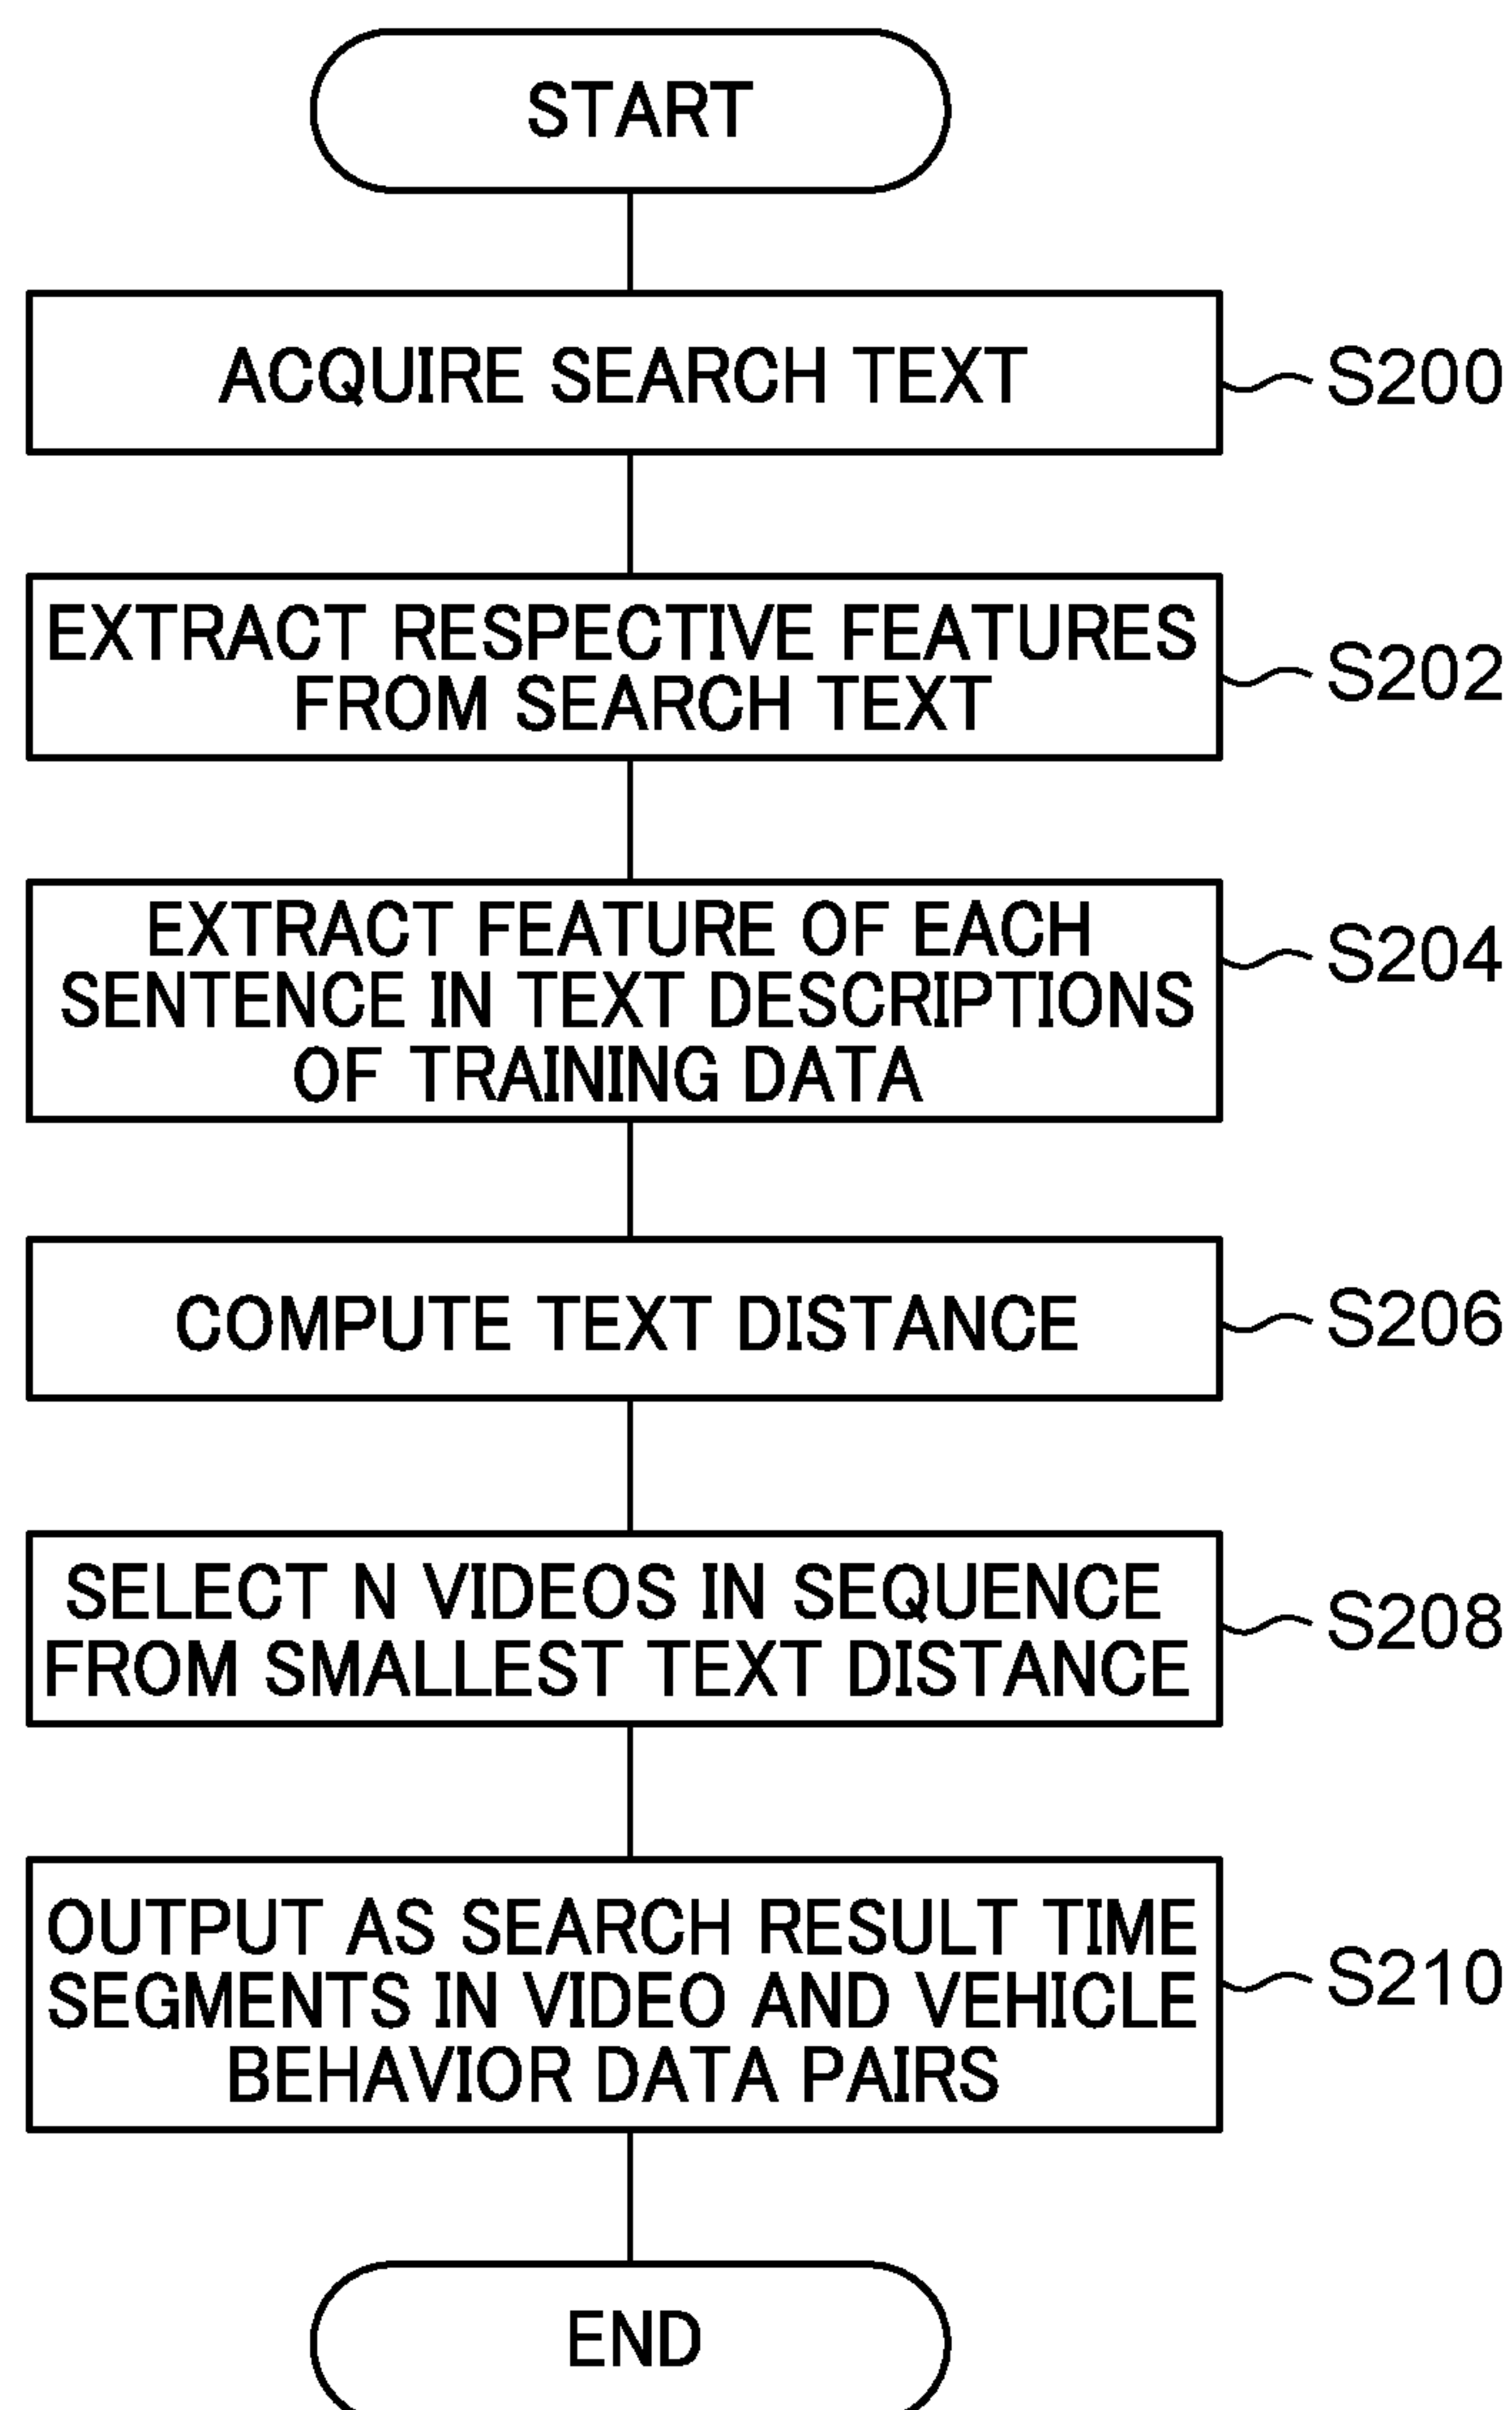 START
ACQUIRE SEARCH TEXT
S200
EXTRACT RESPECTIVE FEATURES
FROM SEARCH TEXT
S202
EXTRACT FEATURE OF EACH
SENTENCE IN TEXT DESCRIPTIONS
OF TRAINING DATA
S204
COMPUTE TEXT DISTANCE
S206
SELECT N VIDEOS IN SEQUENCE
FROM SMALLEST TEXT DISTANCE
S208
OUTPUT AS SEARCH RESULT TIME
SEGMENTS IN VIDEO AND VEHICLE
BEHAVIOR DATA PAIRS
S210
END